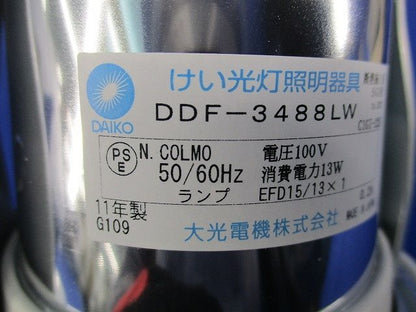 けい光灯照明器具
DDF-3488LW
DAIKO
PS
E
N. COLMO
電圧100V
50/60Hz
消費電力13W
ランプ
EFD15/13×1
11年製
G109
大光電機株式会社